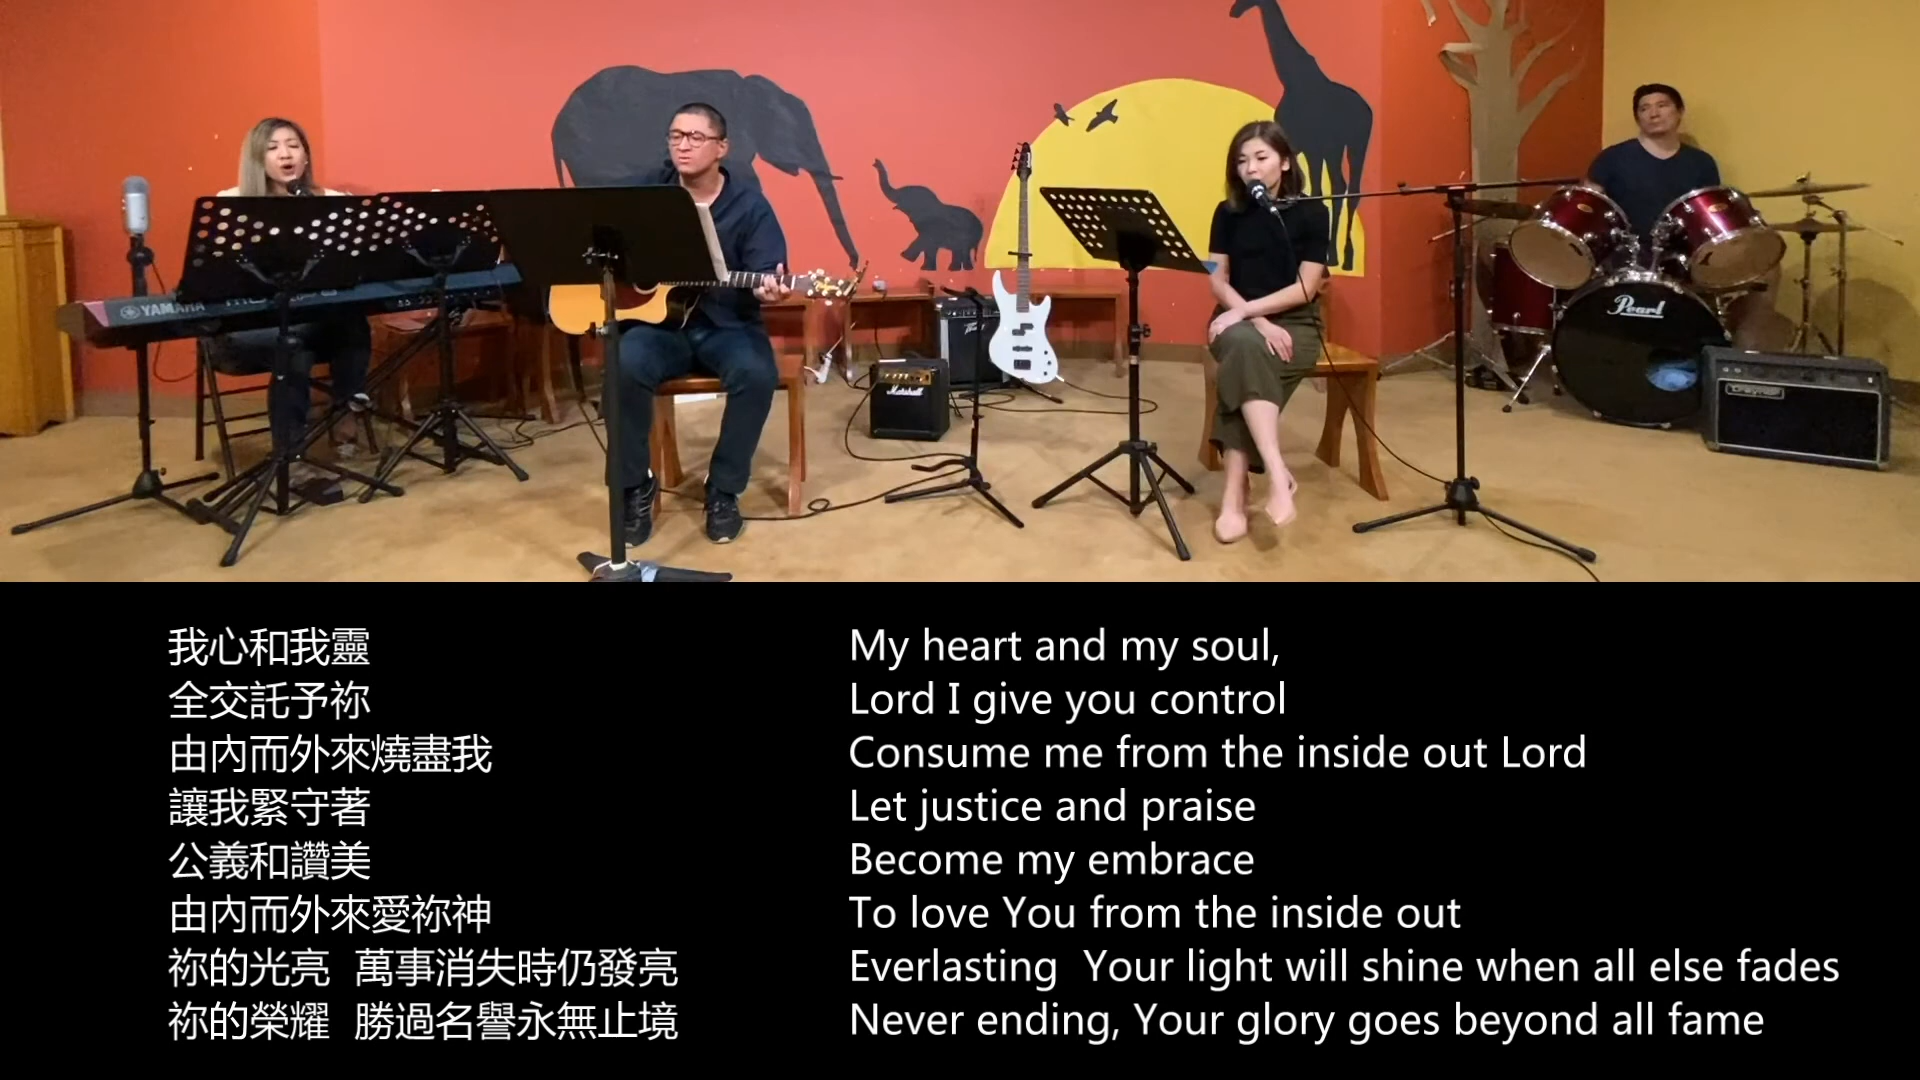 YAMAHA
Marshall
Pearl
我心和我靈
全交託予祢
由內而外來燒盡我
讓我緊守著
公義和讚美
由內而外來愛祢神
祢的光亮 萬事消失時仍發亮
祢的榮耀 勝過名譽永無止境
My heart and my soul,
Lord I give you control
Consume me from the inside out Lord
Let justice and praise
Become my embrace
To love You from the inside out
Everlasting Your light will shine when all else fades
Never ending, Your glory goes beyond all fame